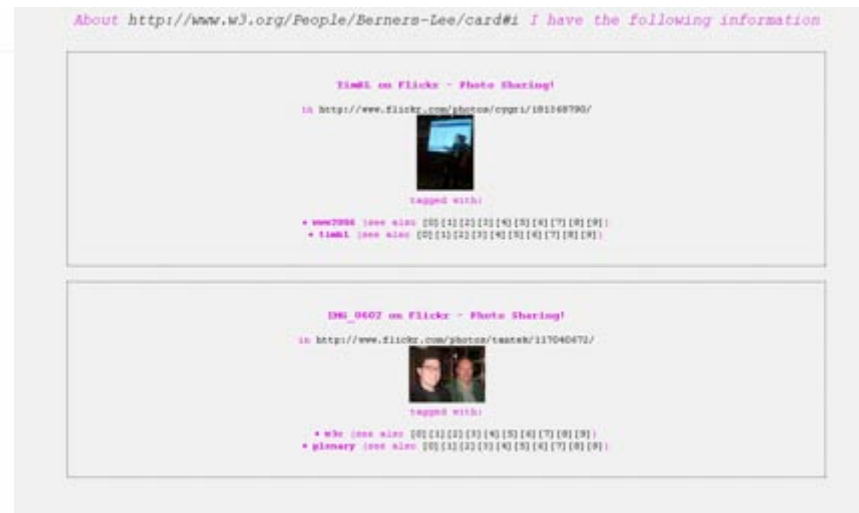 About http://www.w3.org/People/Berners-Lee/card#i I have the following information
TimBL on Flickr - Photo Sharing!
in http://www.flickr.com/photos/cygri/181368790/
tagged with:
• www2006 (see also [0][1][2][3][4][5][6][7][8][9])
• timbl (see also [0][1][2][3][4][5][6][7][8][9])
IMG_0602 on Flickr - Photo Sharing!
in http://www.flickr.com/photos/tantek/117040672/
tagged with:
• w3c (see also [0][1][2][3][4][5][6][7][8][9])
• plenary (see also [0][1][2][3][4][5][6][7][8][9])